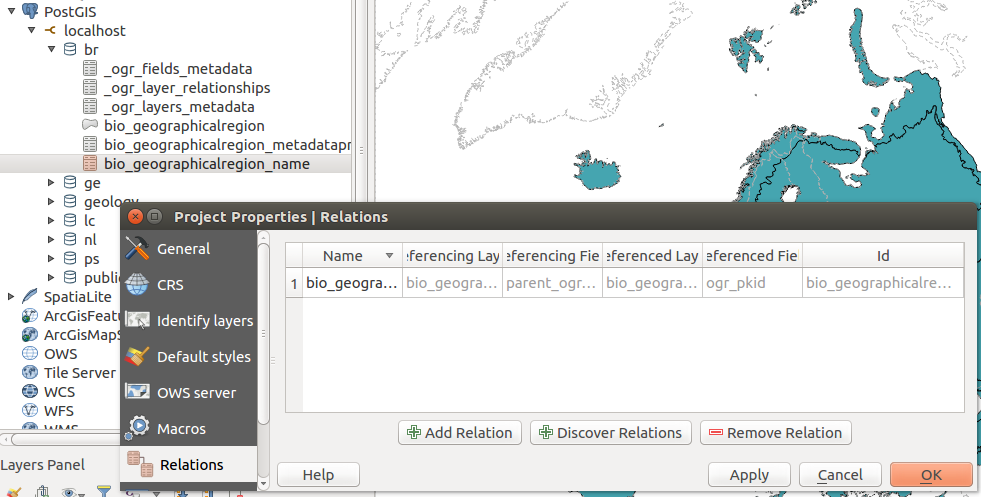 PostGIS
localhost
br
_ogr_fields_metadata
_ogr_layer_relationships
_ogr_layers_metadata
bio_geographicalregion
bio_geographicalregion_metadatapr
bio_geographicalregion_name
ge
geology
lc
nl
ps
public
SpatiaLite
ArcGisFeatu
ArcGisMapS
OWS
Tile Server
WCS
WFS
WMS
Layers Panel
Project Properties | Relations
General
CRS
Identify layers
Default styles
OWS server
Macros
Relations
Name eferencing Lay eferencing Fie eferenced Lay eferenced Fie Id
1 bio_geogra... bio_geogra... parent_ogr... bio_geogra... ogr_pkid bio_geographicalre...
Add Relation Discover Relations Remove Relation
Help Apply Cancel OK